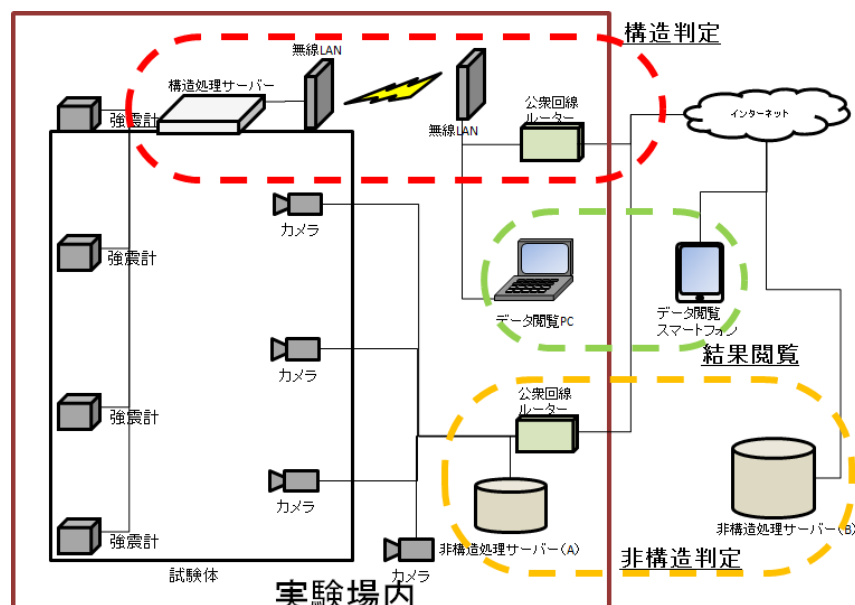 構造判定
無線LAN
構造処理サーバー
強震計
無線LAN
公衆回線
ルーター
インターネット
カメラ
強震計
データ閲覧PC
データ閲覧
スマートフォン
結果閲覧
カメラ
公衆回線
ルーター
強震計
カメラ
強震計
試験体
カメラ
非構造処理サーバー(A)
非構造処理サーバー(B)
非構造判定
実験場内